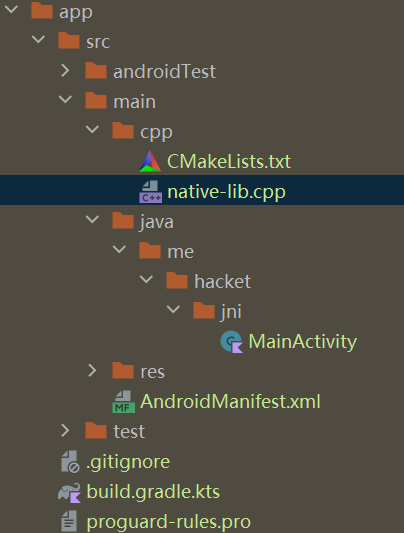 app
src
androidTest
main
cpp
CMakeLists.txt
C++ native-lib.cpp
java
me
hacket
jni
MainActivity
res
MF AndroidManifest.xml
test
.gitignore
build.gradle.kts
proguard-rules.pro